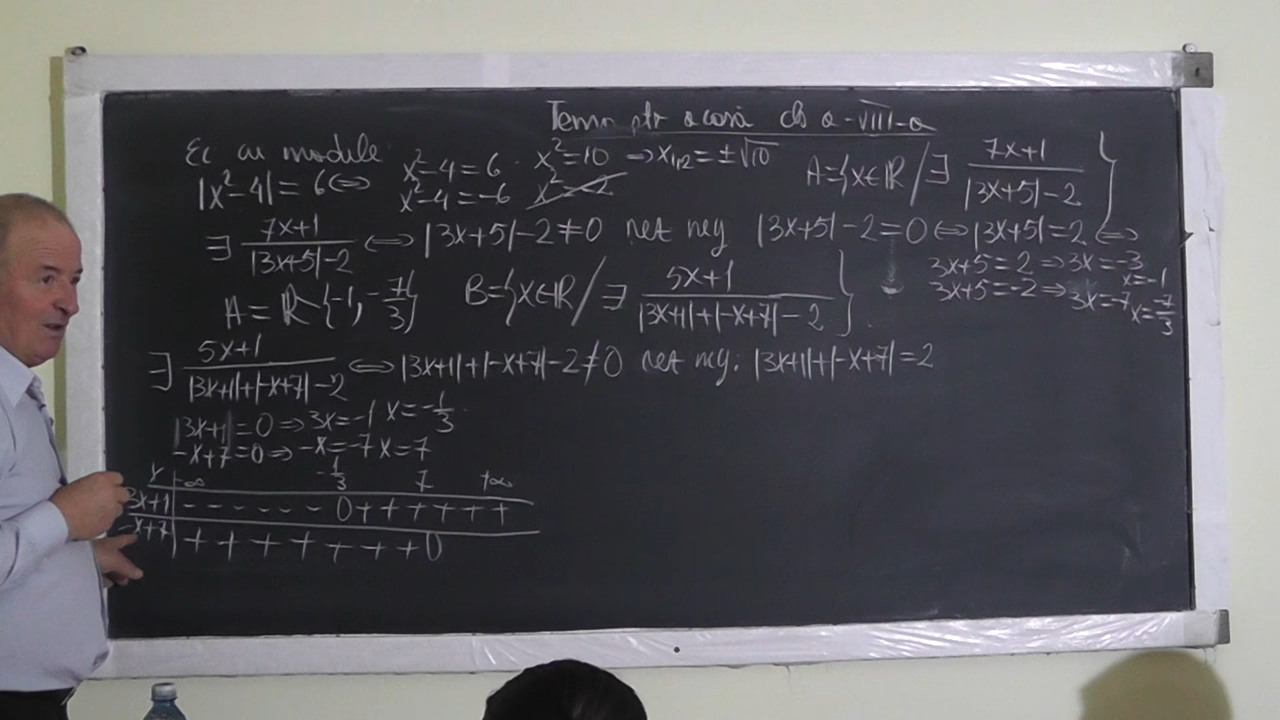 Tema ptr acasă cls a-VIII-a
Ec cu module
|x²-4|=6⇔ x²-4=6 x²=10 ⇒x₁,₂=±√10
x²-4=-6 x²=-2
A={x∈ℝ/∃ (7x+1)/(|3x+5|-2)}
∃ (7x+1)/(|3x+5|-2) ⇔|3x+5|-2≠0 |3x+5|-2=0⇔|3x+5|=2⇔
3x+5=2⇒3x=-3
x=-1
3x+5=-2⇒3x=-7
x=-7/3
A=ℝ\{-1,-7/3} B={x∈ℝ/∃ (5x+1)/(|3x+1|+|-x+7|-2)}
∃ (5x+1)/(|3x+1|+|-x+7|-2) ⇔|3x+1|+|-x+7|-2≠0 |3x+1|+|-x+7|=2
|3x+1|=0⇒3x=-1 x=-1/3
-x+7=0⇒-x=-7 x=7
x -∞ -1/3 7 +∞
3x+1 - - - - - - 0 + + + + + +
-x+7 + + + + + + + 0